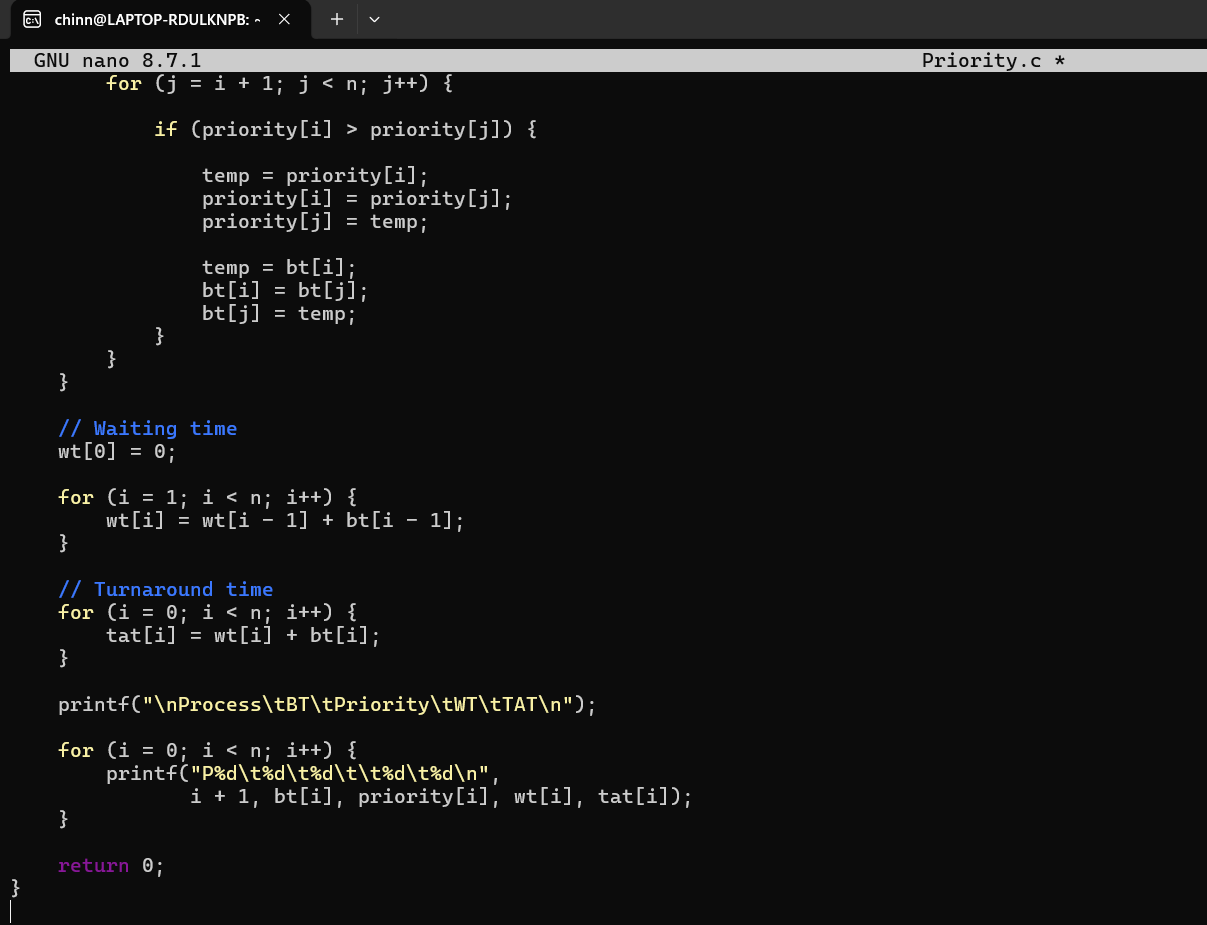 chinn@LAPTOP-RDULKNPB: ~
GNU nano 8.7.1 Priority.c *
for (j = i + 1; j < n; j++) {
if (priority[i] > priority[j]) {
temp = priority[i];
priority[i] = priority[j];
priority[j] = temp;
temp = bt[i];
bt[i] = bt[j];
bt[j] = temp;
}
}
}
// Waiting time
wt[0] = 0;
for (i = 1; i < n; i++) {
wt[i] = wt[i - 1] + bt[i - 1];
}
// Turnaround time
for (i = 0; i < n; i++) {
tat[i] = wt[i] + bt[i];
}
printf("\nProcess\tBT\tPriority\tWT\tTAT\n");
for (i = 0; i < n; i++) {
printf("P%d\t%d\t%d\t\t%d\t%d\n",
i + 1, bt[i], priority[i], wt[i], tat[i]);
}
return 0;
}